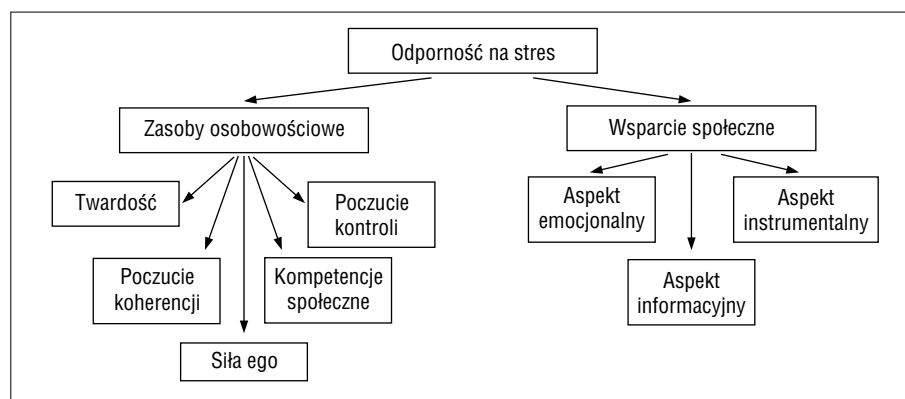 Odporność na stres
Zasoby osobowościowe
Wsparcie społeczne
Twardość
Poczucie
kontroli
Poczucie
koherencji
Kompetencje
społeczne
Siła ego
Aspekt
emocjonalny
Aspekt
instrumentalny
Aspekt
informacyjny